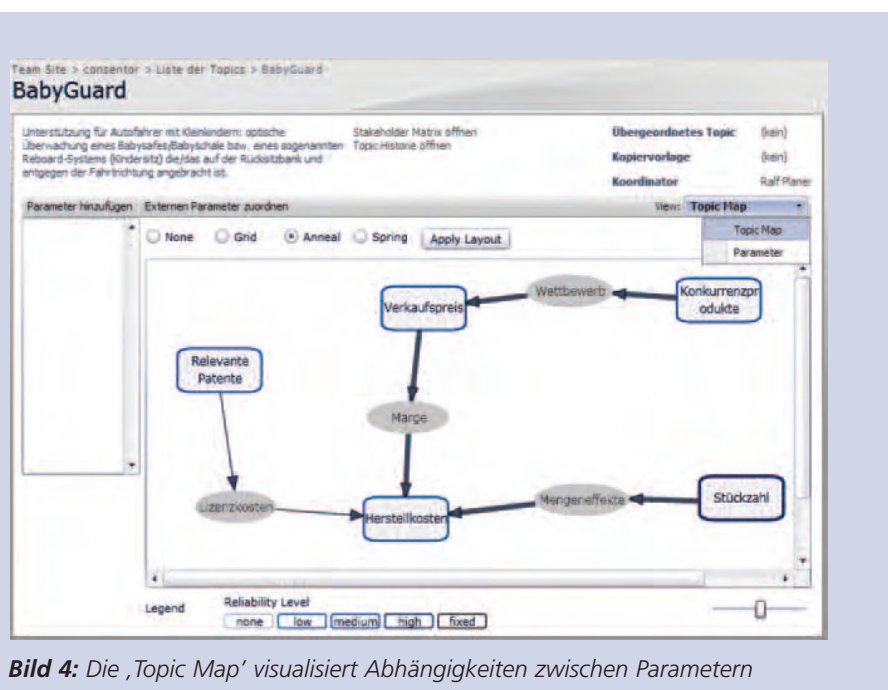 Team Site > consentor > Liste der Topics > BabyGuard
BabyGuard
Unterstützung für Autofahrer mit Kleinkindern: optische
Überwachung eines Babysafes/Babyschale bzw. eines sogenannten
Reboard-Systems (Kindersitz) die/das auf der Rücksitzbank und
entgegen der Fahrtrichtung angebracht ist.
Stakeholder Matrix öffnen
Topic Historie öffnen
Übergeordnetes Topic (kein)
Kopiervorlage (kein)
Koordinator Ralf Planer
Parameter hinzufügen Externen Parameter zuordnen
View: Topic Map
Topic Map
Parameter
None Grid Anneal Spring Apply Layout
Verkaufspreis
Wettbewerb
Konkurrenzpr
odukte
Relevante
Patente
Marge
Lizenzkosten
Herstellkosten
Mengeneffekte
Stückzahl
Legend
Reliability Level
none low medium high fixed
Bild 4: Die ‚Topic Map’ visualisiert Abhängigkeiten zwischen Parametern